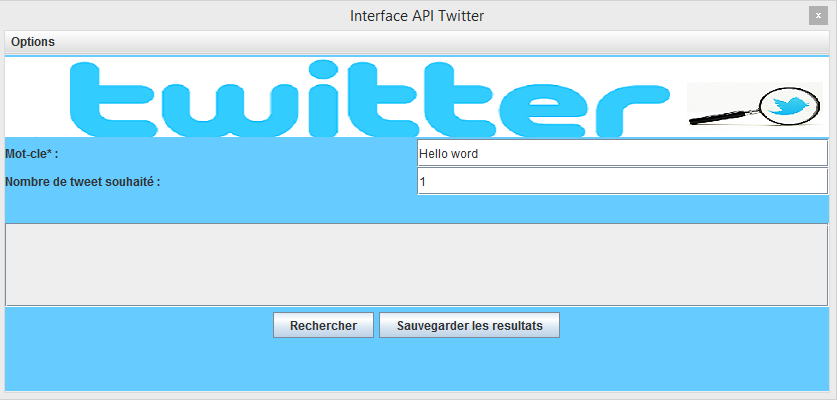 Interface API Twitter
x
Options
twitter
Mot-cle* :
Hello word
Nombre de tweet souhaité :
1
Rechercher
Sauvegarder les resultats